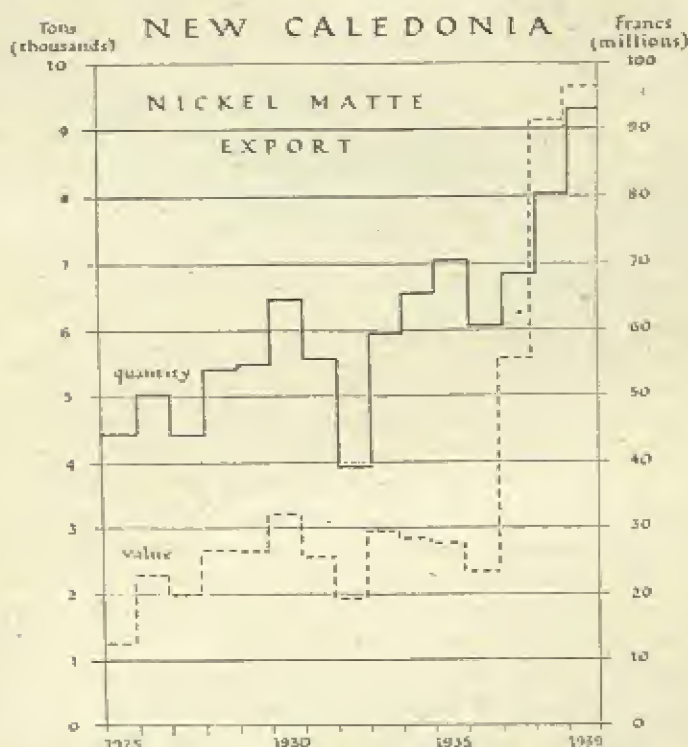 NEW CALEDONIA
Tons
(thousands)
Francs
(millions)
NICKEL MATTE
EXPORT
10
9
8
7
6
5
4
3
2
1
0
quantity
value
100
90
80
70
60
50
40
30
20
10
0
1925
1930
1935
1939